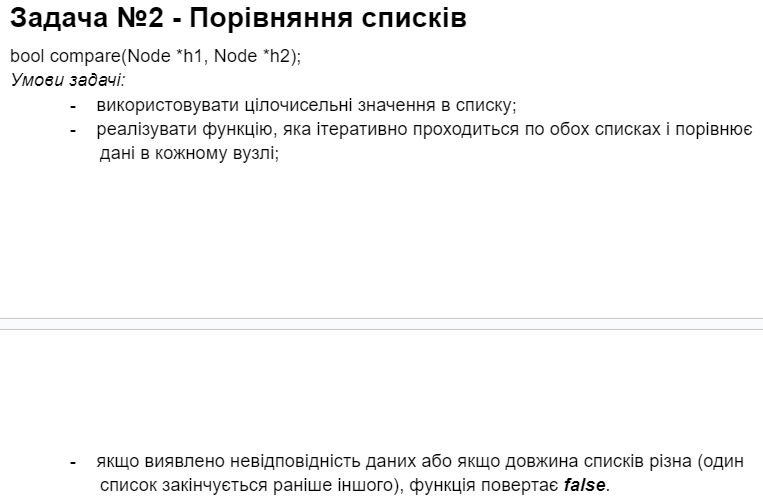 Задача №2 - Порівняння списків
bool compare(Node *h1, Node *h2);
Умови задачі:
- використовувати цілочисельні значення в списку;
- реалізувати функцію, яка ітеративно проходиться по обох списках і порівнює
дані в кожному вузлі;
- якщо виявлено невідповідність даних або якщо довжина списків різна (один
список закінчується раніше іншого), функція повертає false.